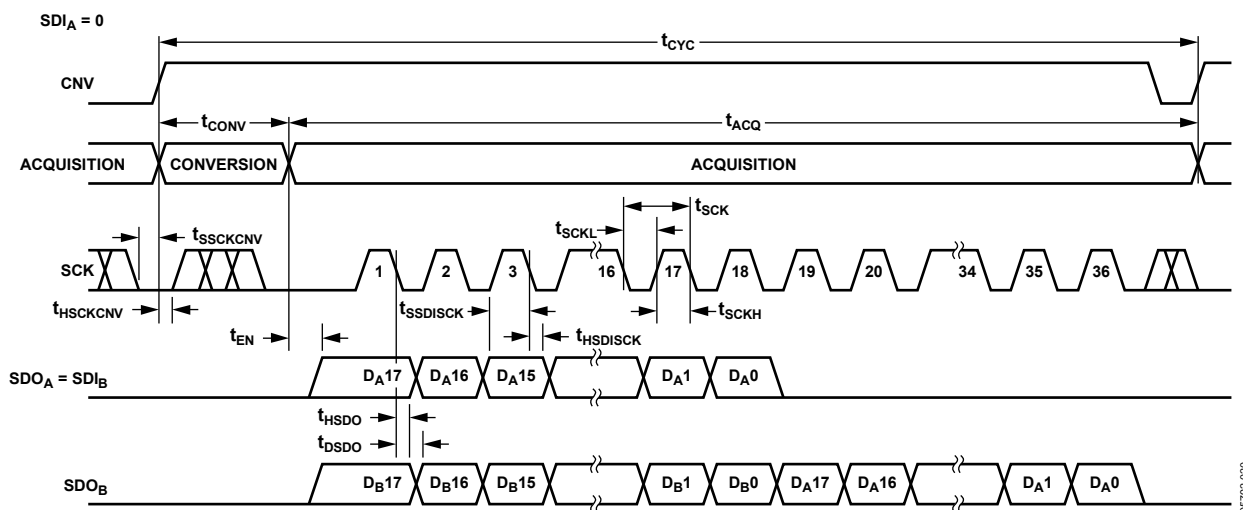 SDIA = 0
tCYC
CNV
tCONV
tACQ
ACQUISITION
CONVERSION
ACQUISITION
tSCK
tSSCKCNV
tSCKL
SCK
1
2
3
16
17
18
19
20
34
35
36
tHSCKCNV
tSSDISCK
tSCKH
tEN
tHSDISCK
SDOA = SDIB
DA17
DA16
DA15
DA1
DA0
tHSDO
tDSDO
SDOB
DB17
DB16
DB15
DB1
DB0
DA17
DA16
DA1
DA0